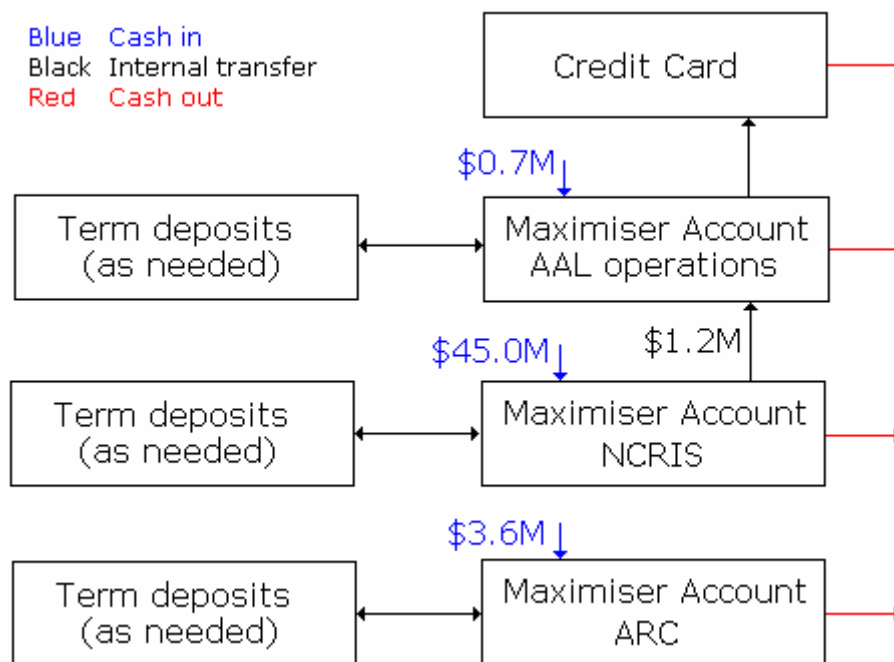 Blue Cash in
Black Internal transfer
Red Cash out
Credit Card
$0.7M
Term deposits
(as needed)
Maximiser Account
AAL operations
$45.0M
$1.2M
Term deposits
(as needed)
Maximiser Account
NCRIS
$3.6M
Term deposits
(as needed)
Maximiser Account
ARC